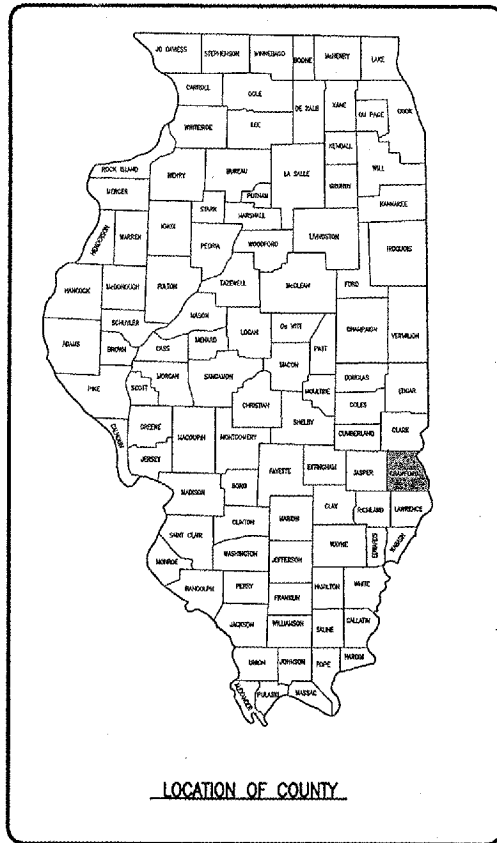 JO DAVIESS STEPHENSON WINNEBAGO BOONE McHENRY LAKE
CARROLL OGLE DE KALB KANE DU PAGE COOK
WHITESIDE LEE KENDALL WILL
ROCK ISLAND HENRY BUREAU LA SALLE GRUNDY
MERCER PUTNAM KANKAKEE
STARK MARSHALL
HENDERSON WARREN KNOX PEORIA WOODFORD LIVINGSTON IROQUOIS
HANCOCK McDONOUGH FULTON TAZEWELL McCLEAN FORD
MASON
SCHUYLER LOGAN De WITT CHAMPAIGN VERMILION
ADAMS BROWN CASS MENARD PIATT
MACON
PIKE SCOTT MORGAN SANGAMON MOULTRIE DOUGLAS EDGAR
CHRISTIAN COLES
CALHOUN GREENE MACOUPIN MONTGOMERY SHELBY CUMBERLAND CLARK
JERSEY FAYETTE EFFINGHAM JASPER CRAWFORD
MADISON BOND CLAY RICHLAND LAWRENCE
CLINTON MARION
SAINT CLAIR WAYNE EDWARDS WABASH
WASHINGTON JEFFERSON
MONROE
RANDOLPH PERRY HAMILTON WHITE
FRANKLIN
JACKSON WILLIAMSON SALINE GALLATIN
UNION JOHNSON POPE HARDIN
ALEXANDER PULASKI MASSAC
LOCATION OF COUNTY